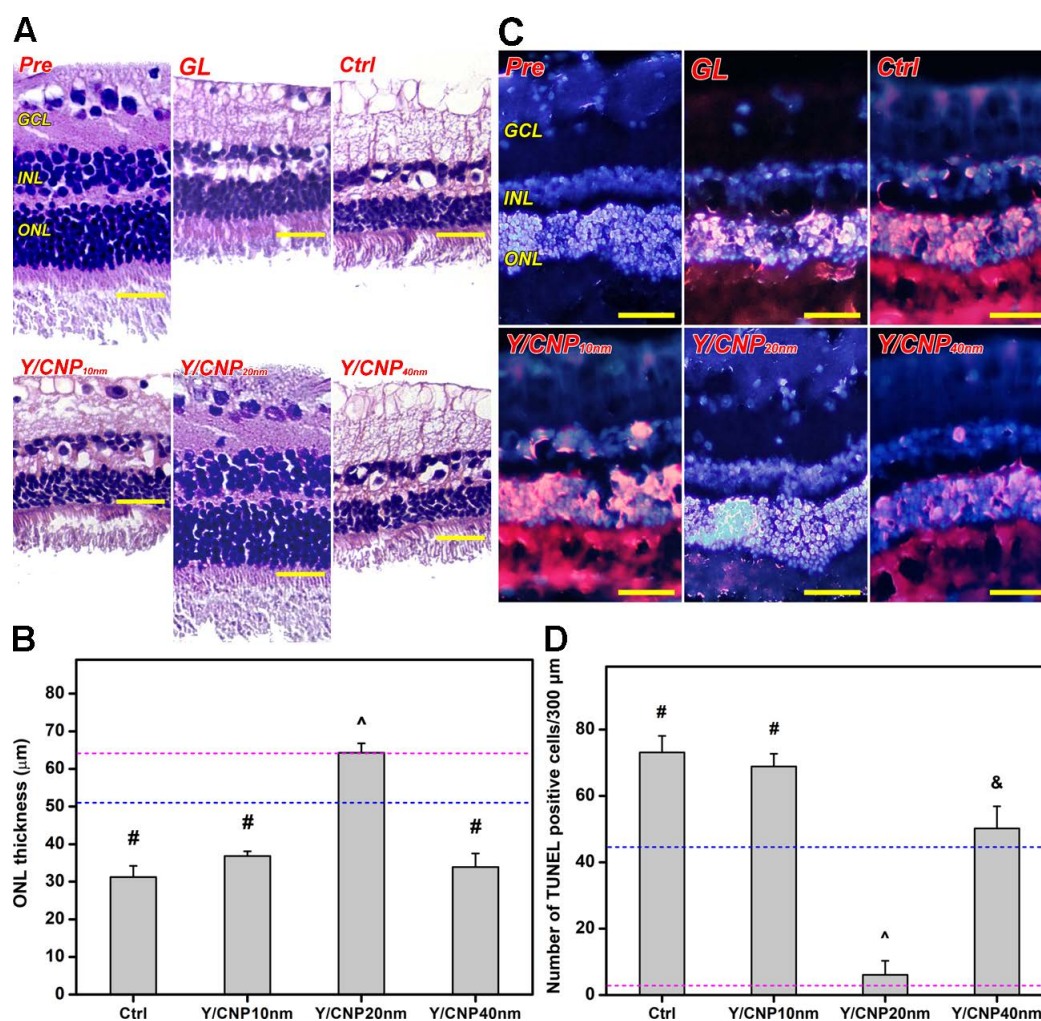 A
Pre
GL
Ctrl
GCL
INL
ONL
Y/CNP10nm
Y/CNP20nm
Y/CNP40nm
C
Pre
GL
Ctrl
GCL
INL
ONL
Y/CNP10nm
Y/CNP20nm
Y/CNP40nm
B
ONL thickness (μm)
80
70
60
50
40
30
20
10
0
#
#
^
#
Ctrl
Y/CNP10nm
Y/CNP20nm
Y/CNP40nm
D
Number of TUNEL positive cells/300 μm
80
60
40
20
0
#
#
^
&
Ctrl
Y/CNP10nm
Y/CNP20nm
Y/CNP40nm